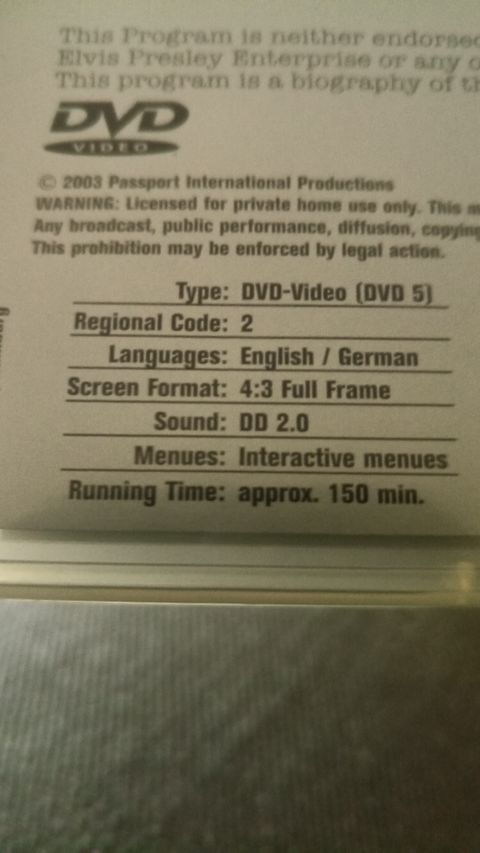 This Program is neither endorsed
Elvis Presley Enterprise or any
This program is a biography of
DVD
VIDEO
© 2003 Passport International Productions
WARNING: Licensed for private home use only. This
Any broadcast, public performance, diffusion, copying
This prohibition may be enforced by legal action.
Type: DVD-Video (DVD 5)
Regional Code: 2
Languages: English / German
Screen Format: 4:3 Full Frame
Sound: DD 2.0
Menues: Interactive menues
Running Time: approx. 150 min.